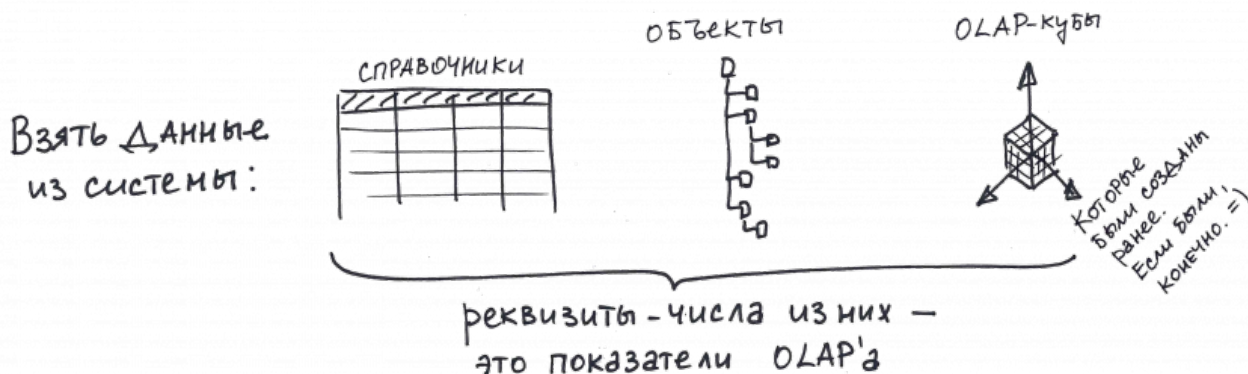 Взять данные
из системы:
СПРАВОЧНИКИ
ОБЪЕКТЫ
OLAP-кубы
Которые
были созданы
ранее.
Если были,
конечно. =)
реквизиты-числа из них —
это показатели OLAP'а